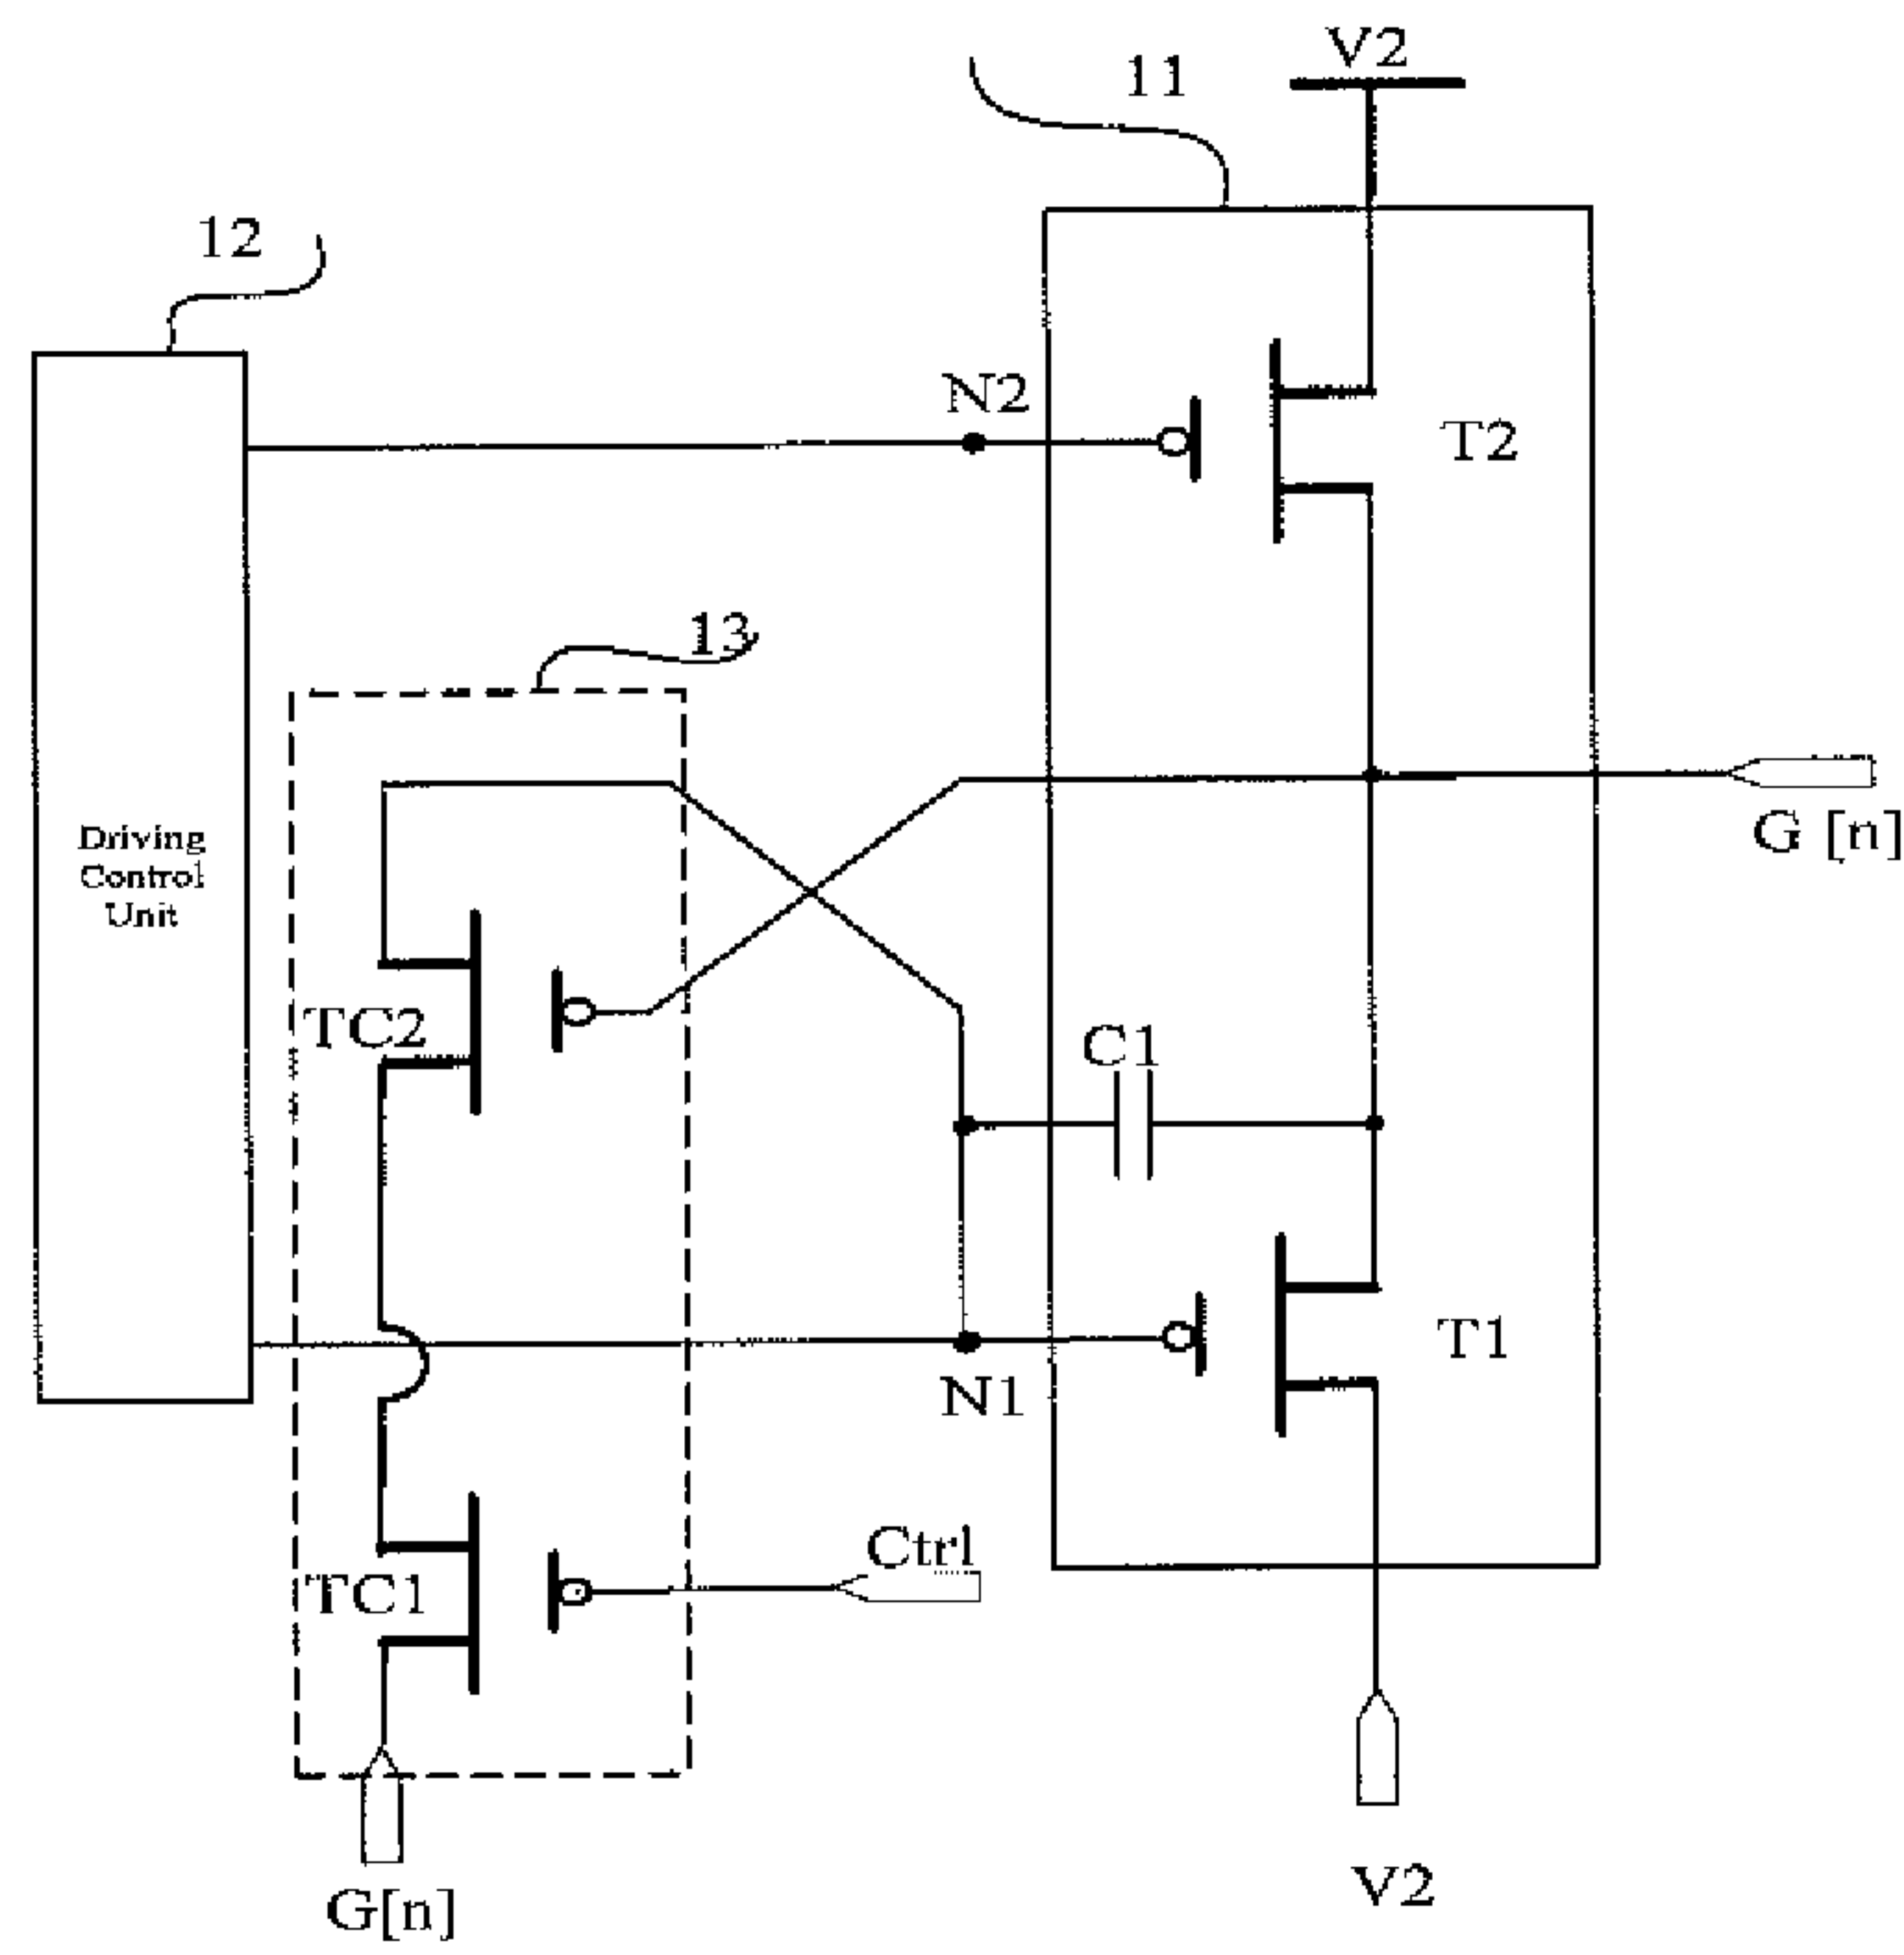 V2
11
12
N2
T2
13
G [n]
Driving
Control
Unit
TC2
C1
T1
N1
Ctrl
TC1
V2
G[n]